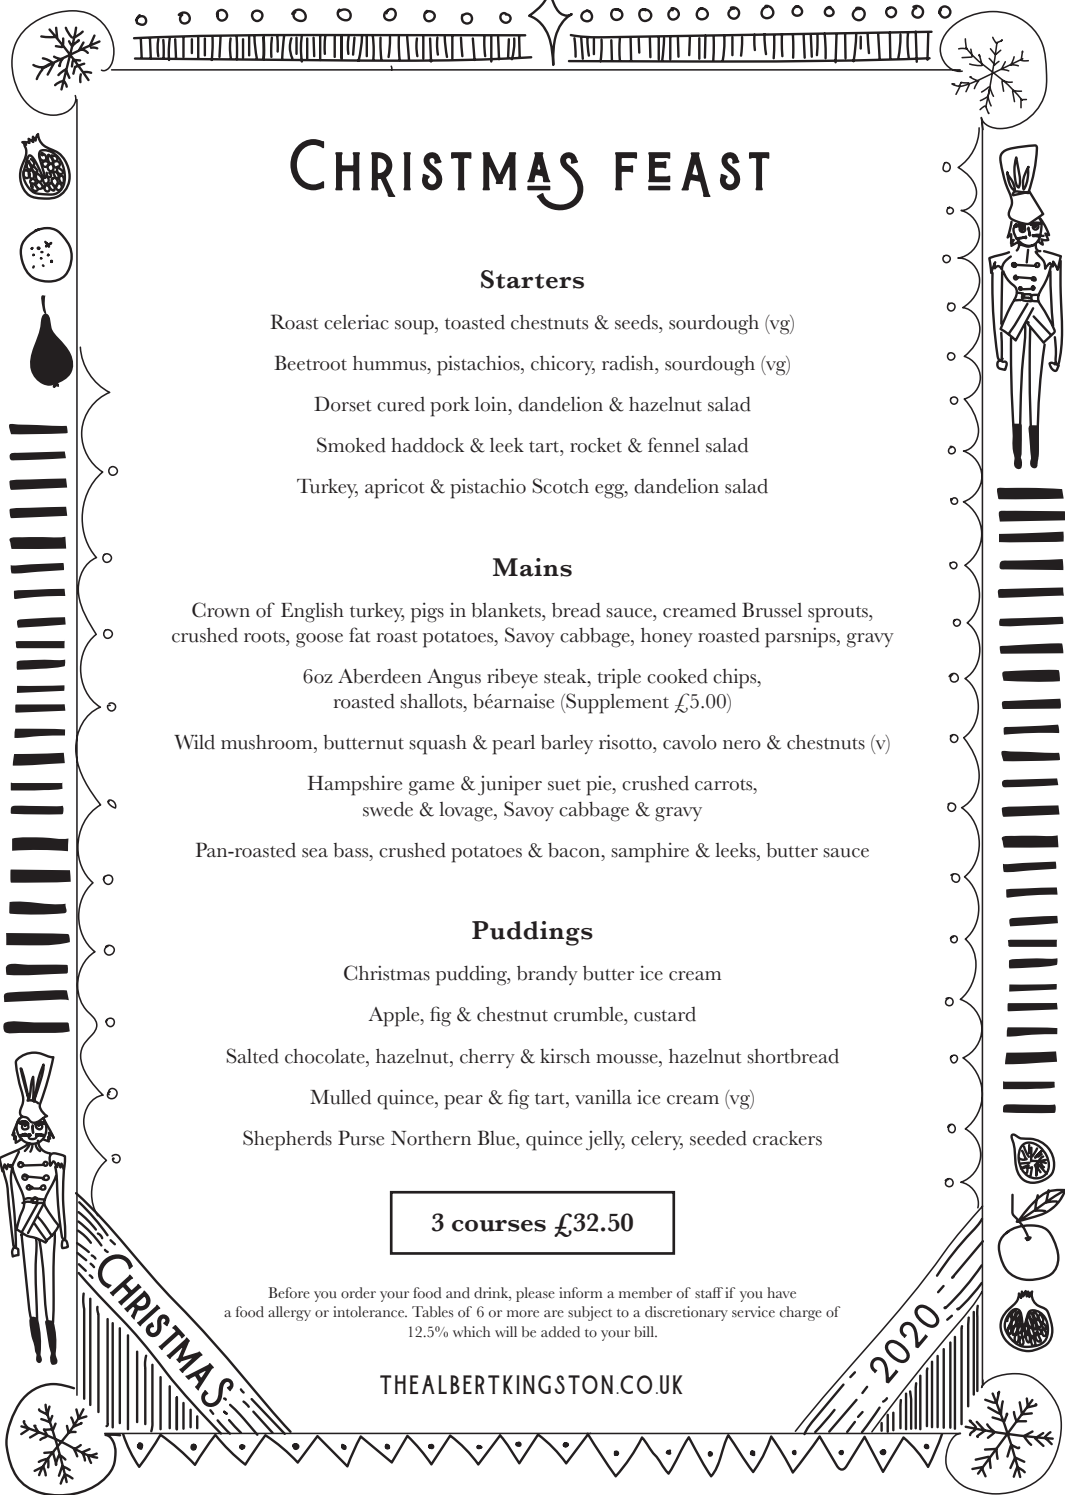 Christmas feast
Starters
Roast celeriac soup, toasted chestnuts & seeds, sourdough (vg)
Beetroot hummus, pistachios, chicory, radish, sourdough (vg)
Dorset cured pork loin, dandelion & hazelnut salad
Smoked haddock & leek tart, rocket & fennel salad
Turkey, apricot & pistachio Scotch egg, dandelion salad
Mains
Crown of English turkey, pigs in blankets, bread sauce, creamed Brussel sprouts,
crushed roots, goose fat roast potatoes, Savoy cabbage, honey roasted parsnips, gravy
6oz Aberdeen Angus ribeye steak, triple cooked chips,
roasted shallots, béarnaise (Supplement £5.00)
Wild mushroom, butternut squash & pearl barley risotto, cavolo nero & chestnuts (v)
Hampshire game & juniper suet pie, crushed carrots,
swede & lovage, Savoy cabbage & gravy
Pan-roasted sea bass, crushed potatoes & bacon, samphire & leeks, butter sauce
Puddings
Christmas pudding, brandy butter ice cream
Apple, fig & chestnut crumble, custard
Salted chocolate, hazelnut, cherry & kirsch mousse, hazelnut shortbread
Mulled quince, pear & fig tart, vanilla ice cream (vg)
Shepherds Purse Northern Blue, quince jelly, celery, seeded crackers
3 courses £32.50
Before you order your food and drink, please inform a member of staff if you have
a food allergy or intolerance. Tables of 6 or more are subject to a discretionary service charge of
12.5% which will be added to your bill.
THEALBERTKINGSTON.CO.UK
CHRISTMAS
2020